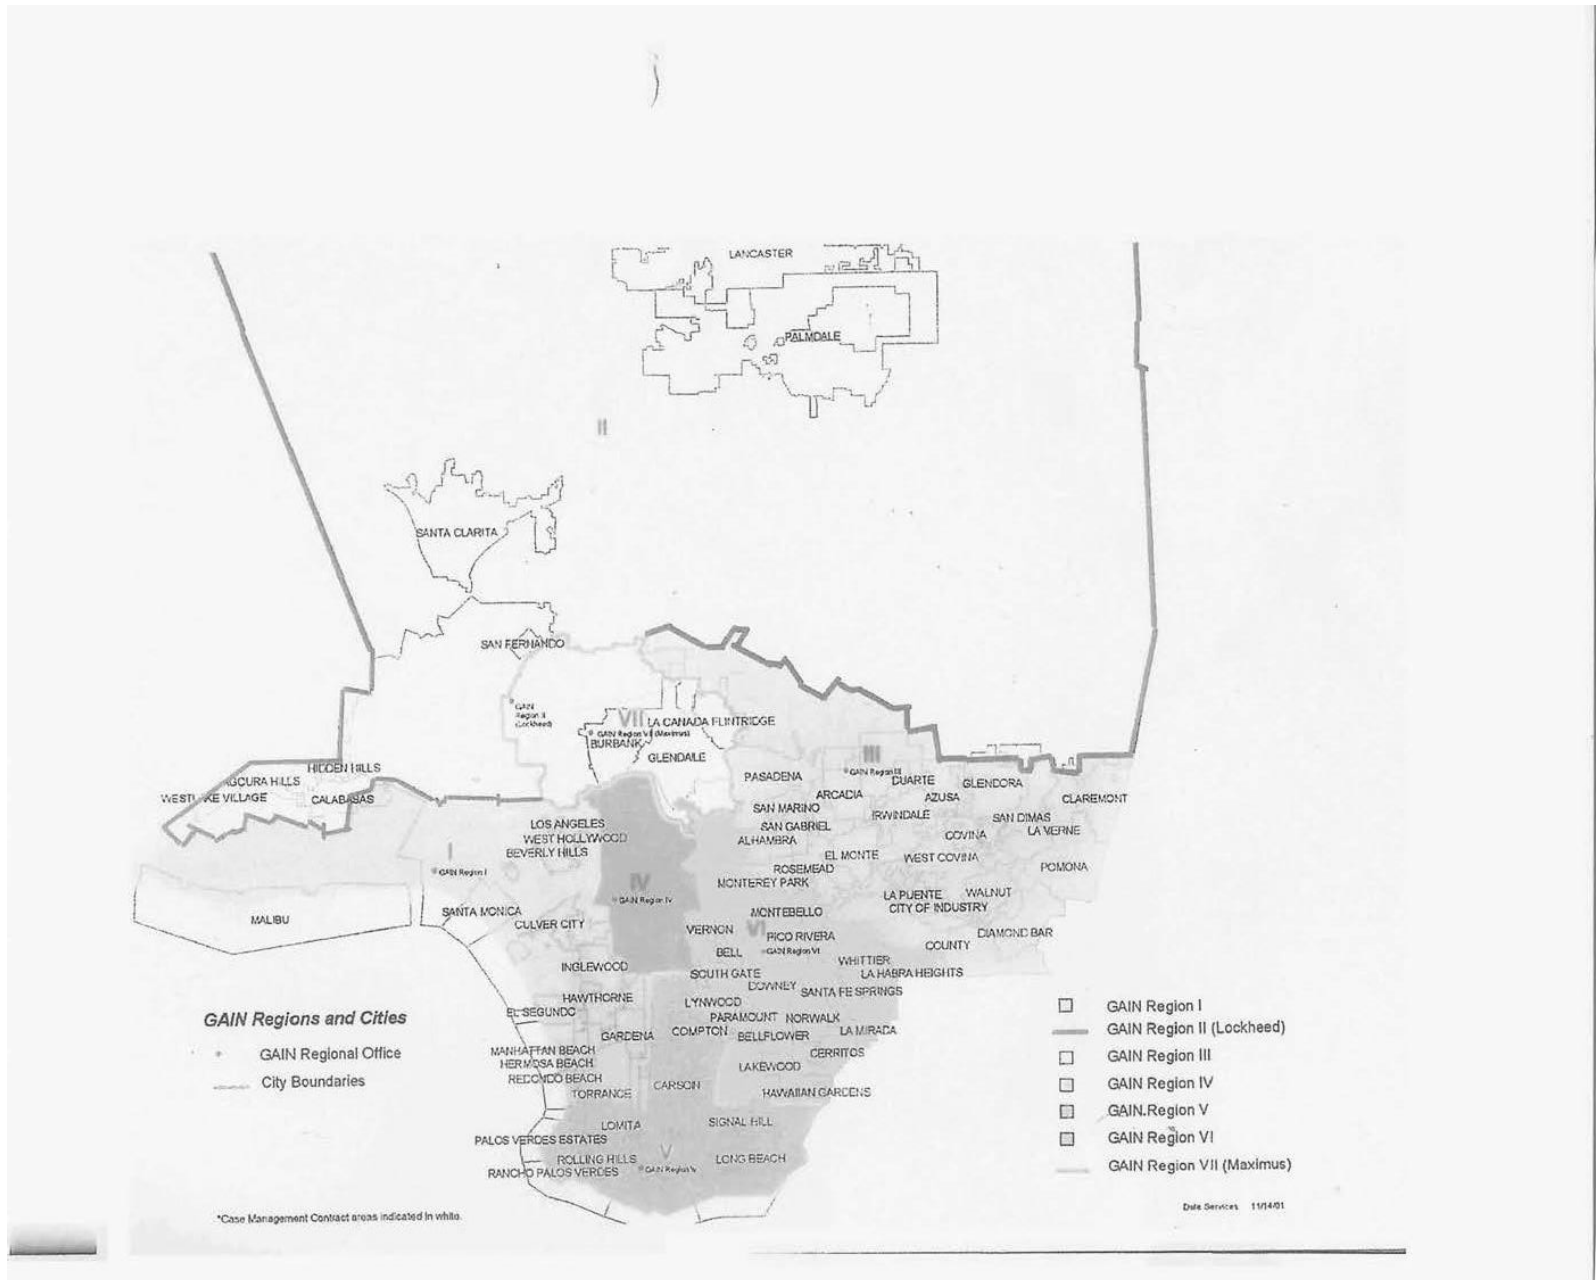 LANCASTER
PALMDALE
II
SANTA CLARITA
SAN FERNANDO
GAIN
Region II
(Lockheed)
VII
LA CANADA FLINTRIDGE
GAIN Region VII (Maximus)
BURBANK
GLENDALE
III
GAIN Region III
HIDDEN HILLS
AGOURA HILLS
WESTLAKE VILLAGE
CALABASAS
PASADENA
DUARTE
GLENDORA
ARCADIA
AZUSA
CLAREMONT
SAN MARINO
IRWINDALE
SAN DIMAS
LOS ANGELES
SAN GABRIEL
LA VERNE
WEST HOLLYWOOD
ALHAMBRA
COVINA
BEVERLY HILLS
EL MONTE
WEST COVINA
I
GAIN Region I
ROSEMEAD
POMONA
IV
MONTEREY PARK
GAIN Region IV
LA PUENTE
WALNUT
CITY OF INDUSTRY
MALIBU
SANTA MONICA
MONTEBELLO
CULVER CITY
VERNON
VI
PICO RIVERA
DIAMOND BAR
BELL
GAIN Region VI
COUNTY
WHITTIER
INGLEWOOD
SOUTH GATE
LA HABRA HEIGHTS
DOWNEY
SANTA FE SPRINGS
HAWTHORNE
LYNWOOD
EL SEGUNDO
PARAMOUNT
NORWALK
GARDENA
COMPTON
BELLFLOWER
LA MIRADA
MANHATTAN BEACH
CERRITOS
HERMOSA BEACH
LAKEWOOD
REDONDO BEACH
CARSON
TORRANCE
HAWAIIAN GARDENS
LOMITA
SIGNAL HILL
PALOS VERDES ESTATES
V
ROLLING HILLS
GAIN Region V
LONG BEACH
RANCHO PALOS VERDES
GAIN Regions and Cities
GAIN Regional Office
City Boundaries
GAIN Region I
GAIN Region II (Lockheed)
GAIN Region III
GAIN Region IV
GAIN Region V
GAIN Region VI
GAIN Region VII (Maximus)
*Case Management Contract areas indicated in white.
Data Services 11/14/01